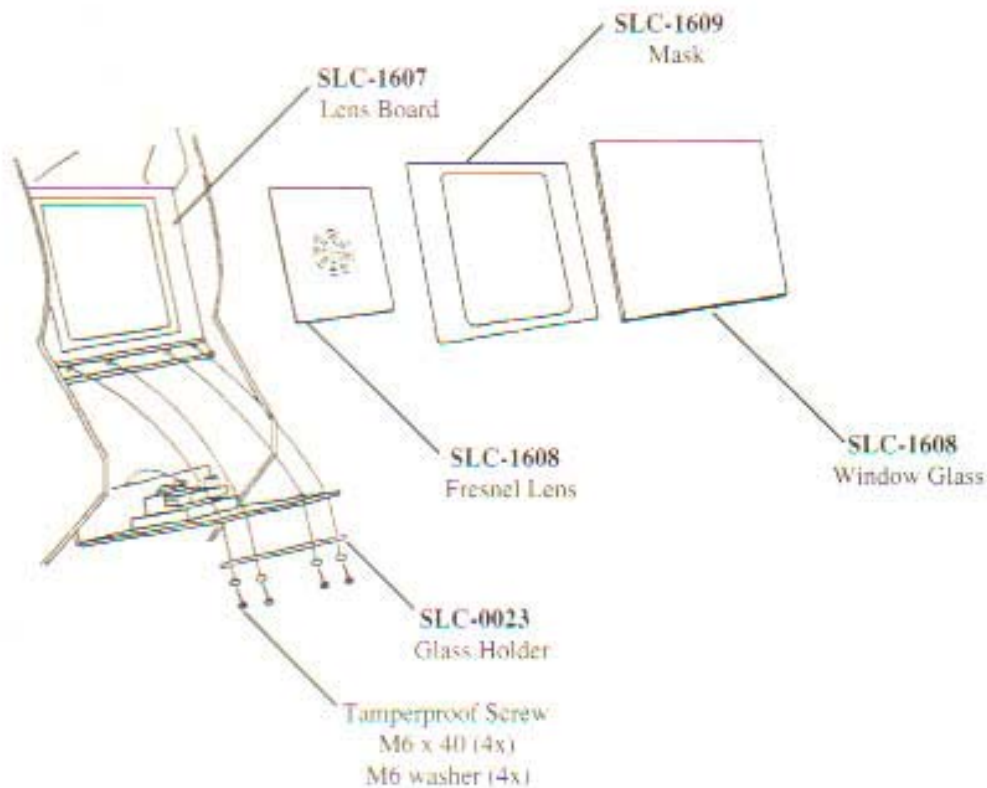 SLC-1609
Mask
SLC-1607
Lens Board
SLC-1608
Fresnel Lens
SLC-1608
Window Glass
SLC-0023
Glass Holder
Tamperproof Screw
M6 x 40 (4x)
M6 washer (4x)